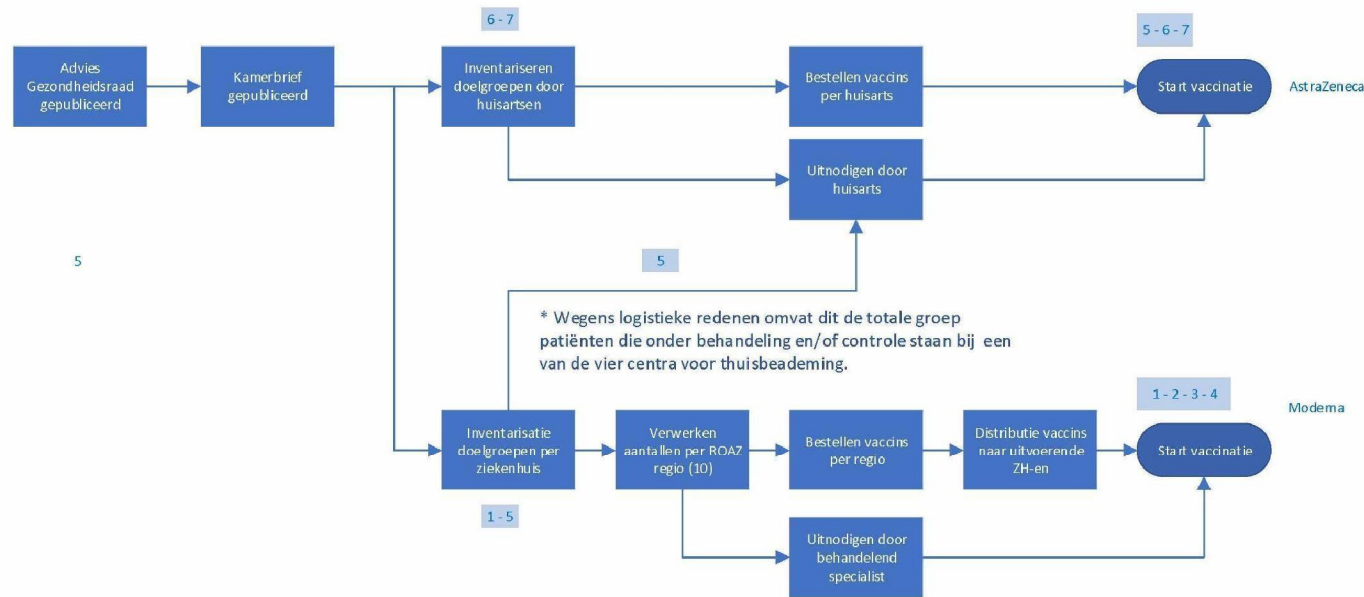 6 - 7
5 - 6 - 7
Advies
Gezondheidsraad
gepubliceerd
Kamerbrief
gepubliceerd
Inventariseren
doelgroepen door
huisartsen
Bestellen vaccins
per huisarts
Start vaccinatie
AstraZeneca
Uitnodigen door
huisarts
5
5
* Wegens logistieke redenen omvat dit de totale groep
patiënten die onder behandeling en/of controle staan bij een
van de vier centra voor thuisbeademing.
1 - 2 - 3 - 4
Moderna
Inventarisatie
doelgroepen per
ziekenhuis
Verwerken
aantallen per ROAZ
regio (10)
Bestellen vaccins
per regio
Distributie vaccins
naar uitvoerende
ZH-en
Start vaccinatie
1 - 5
Uitnodigen door
behandelend
specialist